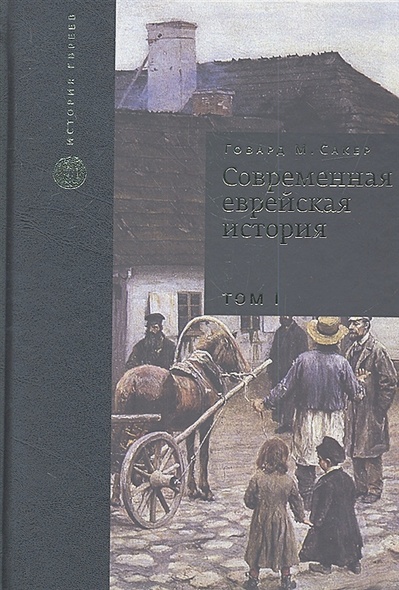 ИСТОРИЯ ЕВРЕЕВ
ГОВАРД М. САКЕР
Современная
еврейская
история
ТОМ I